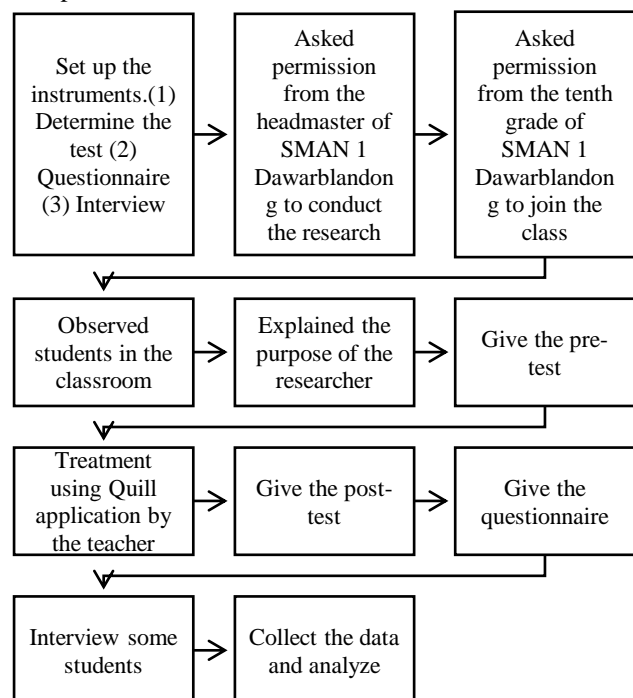 Set up the
instruments.(1)
Determine the
test (2)
Questionnaire
(3) Interview
Asked
permission
from the
headmaster of
SMAN 1
Dawarblandon
g to conduct
the research
Asked
permission
from the tenth
grade of
SMAN 1
Dawarblandon
g to join the
class
Observed
students in the
classroom
Explained the
purpose of the
researcher
Give the pre-
test
Treatment
using Quill
application by
the teacher
Give the post-
test
Give the
questionnaire
Interview some
students
Collect the data
and analyze